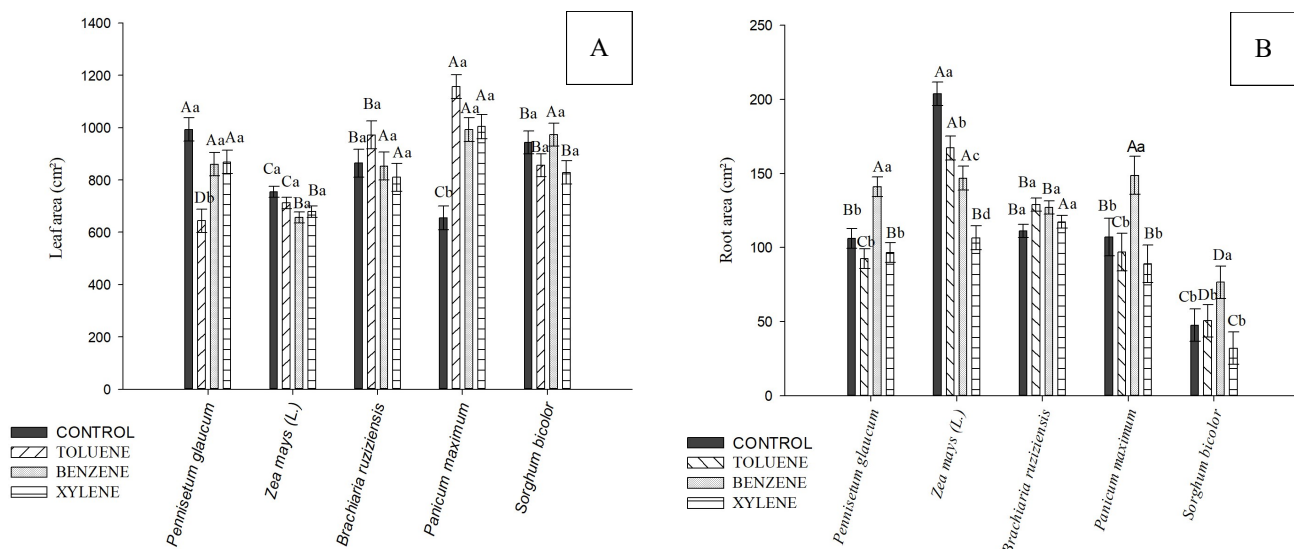 A
Leaf area (cm²)
1400
1200
1000
800
600
400
200
0
Aa
Db
Aa
Aa
Ca
Ca
Ba
Ba
Ba
Ba
Aa
Aa
Cb
Aa
Aa
Aa
Ba
Ba
Aa
Ba
Pennisetum glaucum
Zea mays (L.)
Brachiaria ruziziensis
Panicum maximum
Sorghum bicolor
CONTROL
TOLUENE
BENZENE
XYLENE
B
Root area (cm²)
250
200
150
100
50
0
Bb
Cb
Aa
Bb
Aa
Ab
Ac
Bd
Ba
Ba
Ba
Aa
Bb
Cb
Aa
Bb
Cb
Db
Da
Cb
Pennisetum glaucum
Zea mays (L.)
Brachiaria ruziziensis
Panicum maximum
Sorghum bicolor
CONTROL
TOLUENE
BENZENE
XYLENE